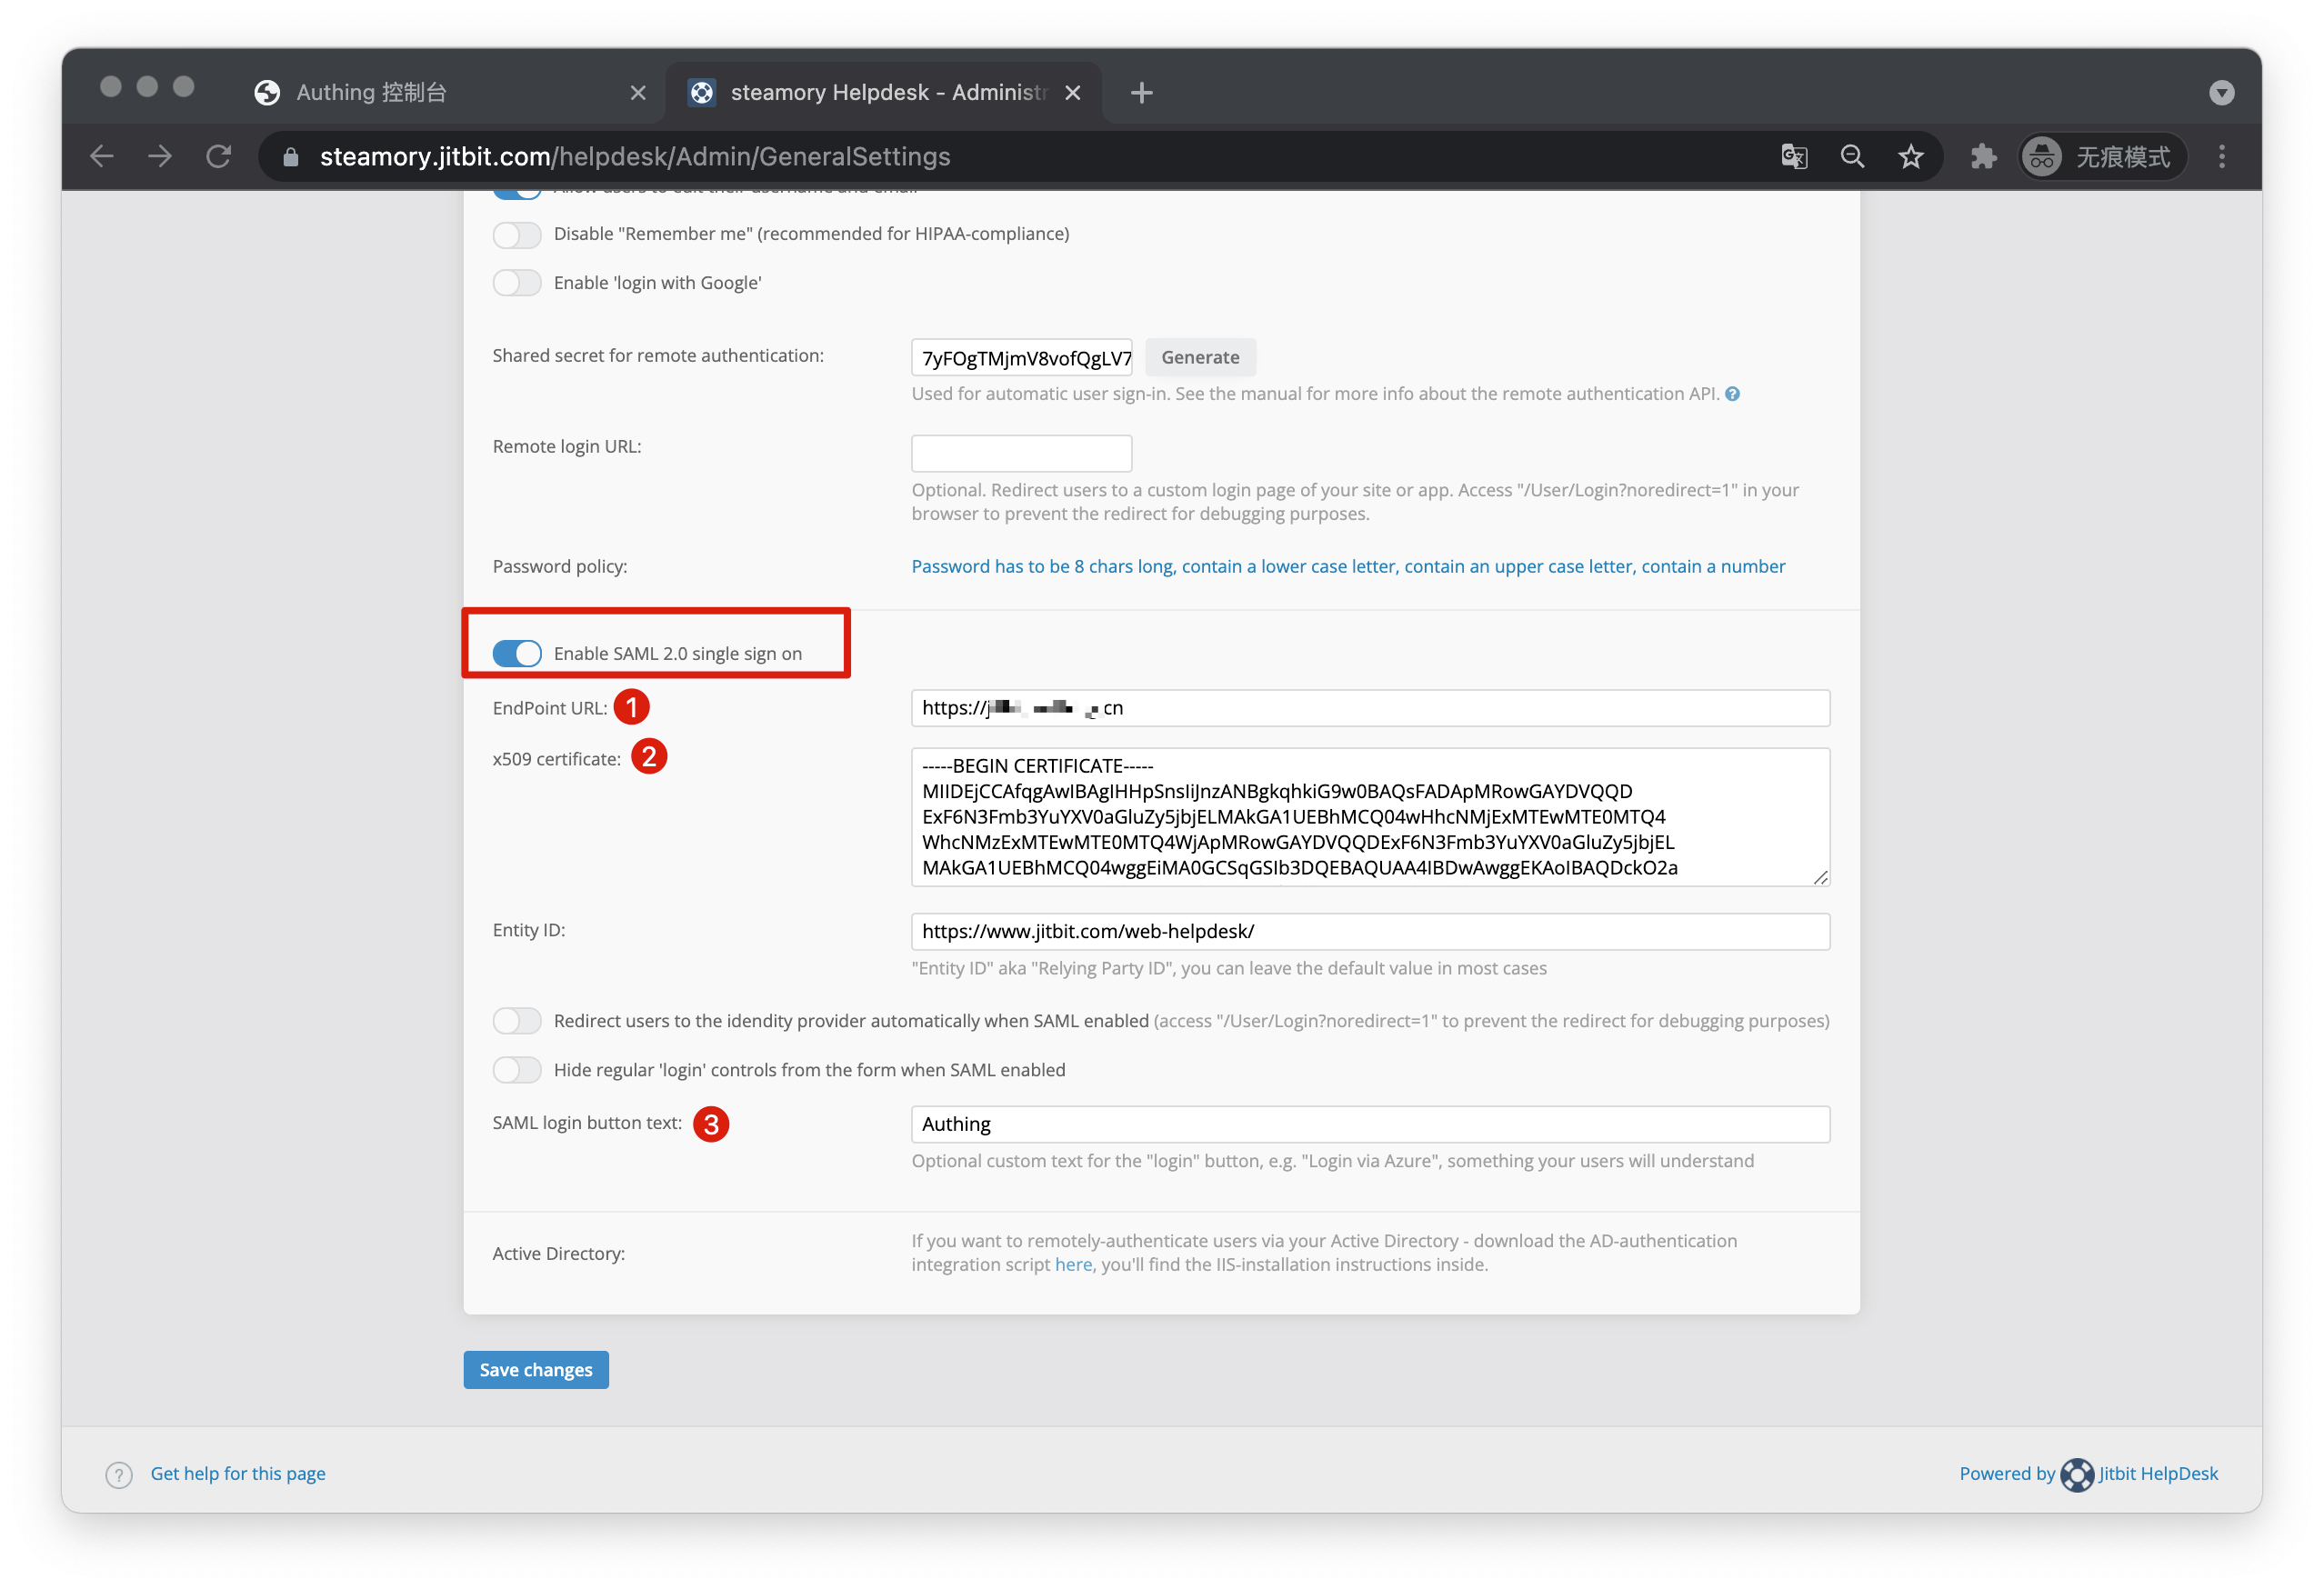 Authing 控制台
steamory Helpdesk - Administr
steamory.jitbit.com/helpdesk/Admin/GeneralSettings
无痕模式
Allow users to edit their username and email
Disable "Remember me" (recommended for HIPAA-compliance)
Enable 'login with Google'
Shared secret for remote authentication:
7yFOgTMjmV8vofQgLV7
Generate
Used for automatic user sign-in. See the manual for more info about the remote authentication API.
Remote login URL:
Optional. Redirect users to a custom login page of your site or app. Access "/User/Login?noredirect=1" in your
browser to prevent the redirect for debugging purposes.
Password policy:
Password has to be 8 chars long, contain a lower case letter, contain an upper case letter, contain a number
Enable SAML 2.0 single sign on
EndPoint URL: 1
https://j cn
x509 certificate: 2
-----BEGIN CERTIFICATE-----
MIIDEjCCAfqgAwIBAgIHHpSnsIiJnzANBgkqhkiG9w0BAQsFADApMRowGAYDVQQD
ExF6N3Fmb3YuYXV0aGluZy5jbjELMAkGA1UEBhMCQ04wHhcNMjExMTEwMTE0MTQ4
WhcNMzExMTEwMTE0MTQ4WjApMRowGAYDVQQDExF6N3Fmb3YuYXV0aGluZy5jbjEL
MAkGA1UEBhMCQ04wggEiMA0GCSqGSIb3DQEBAQUAA4IBDwAwggEKAoIBAQDckO2a
Entity ID:
https://www.jitbit.com/web-helpdesk/
"Entity ID" aka "Relying Party ID", you can leave the default value in most cases
Redirect users to the idendity provider automatically when SAML enabled (access "/User/Login?noredirect=1" to prevent the redirect for debugging purposes)
Hide regular 'login' controls from the form when SAML enabled
SAML login button text: 3
Authing
Optional custom text for the "login" button, e.g. "Login via Azure", something your users will understand
Active Directory:
If you want to remotely-authenticate users via your Active Directory - download the AD-authentication
integration script here, you'll find the IIS-installation instructions inside.
Save changes
Get help for this page
Powered by Jitbit HelpDesk